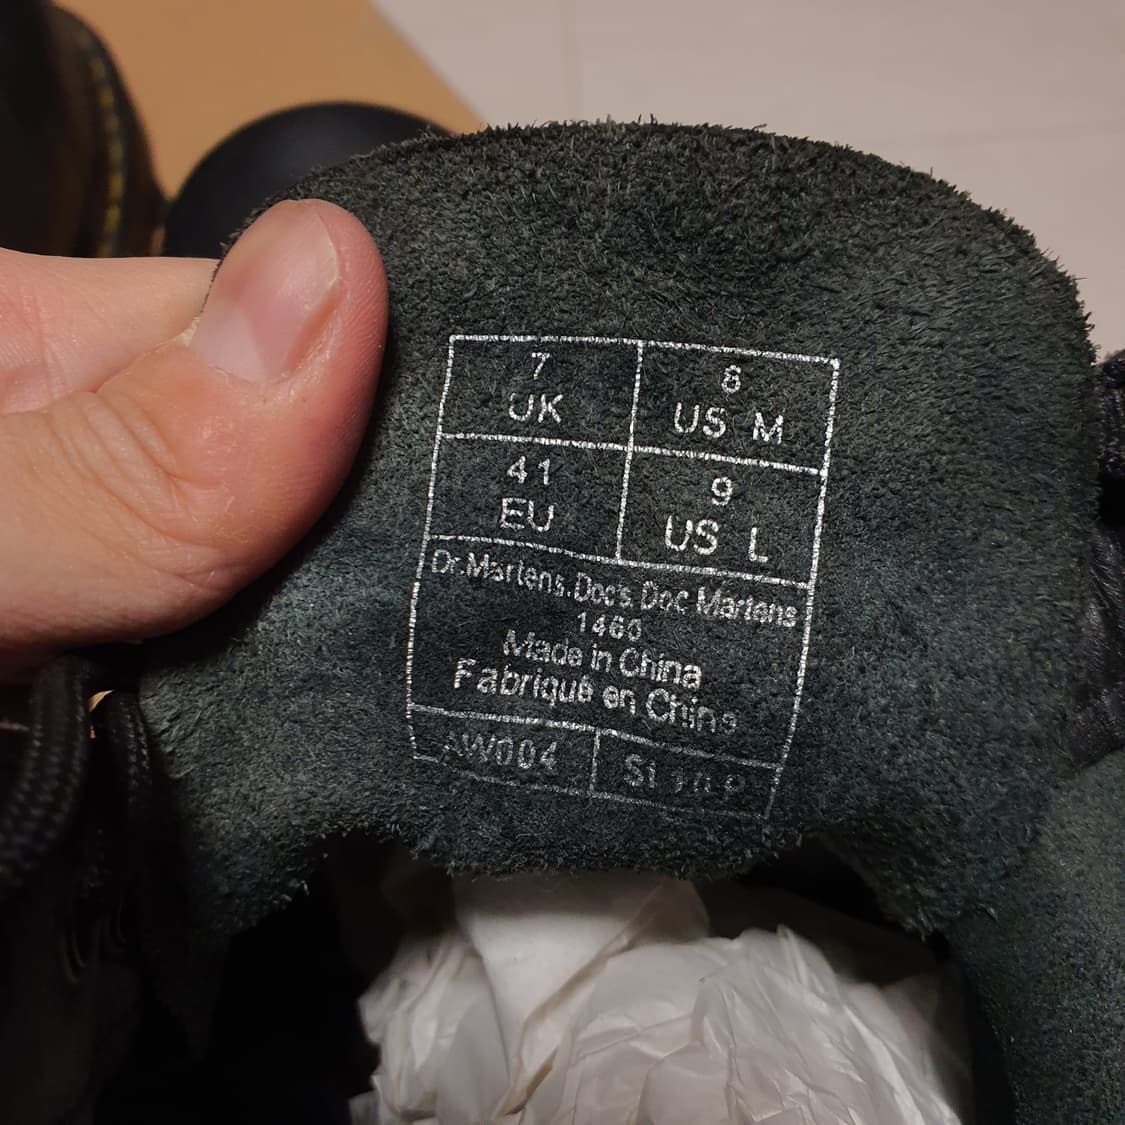 7
UK
8
US M
41
EU
9
US L
Dr.Martens.Doc's.Doc Martens
1460
Made in China
Fabriqué en Chine
AW004